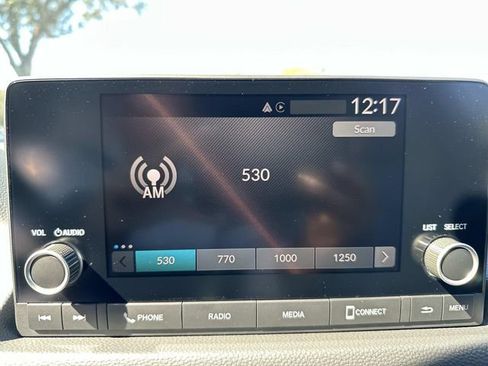 12:17
Scan
AM
530
VOL AUDIO
LIST SELECT
530 770 1000 1250
PHONE RADIO MEDIA CONNECT MENU